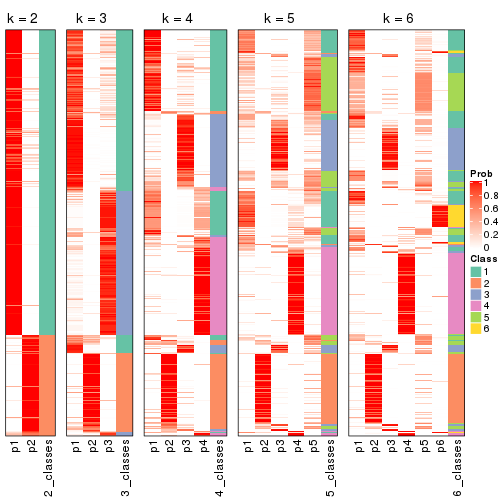 k = 2
k = 3
k = 4
k = 5
k = 6
Prob
1
0.8
0.6
0.4
0.2
0
Class
1
2
3
4
5
6
p1
p2
2_classes
p1
p2
p3
3_classes
p1
p2
p3
p4
4_classes
p1
p2
p3
p4
p5
5_classes
p1
p2
p3
p4
p5
p6
6_classes